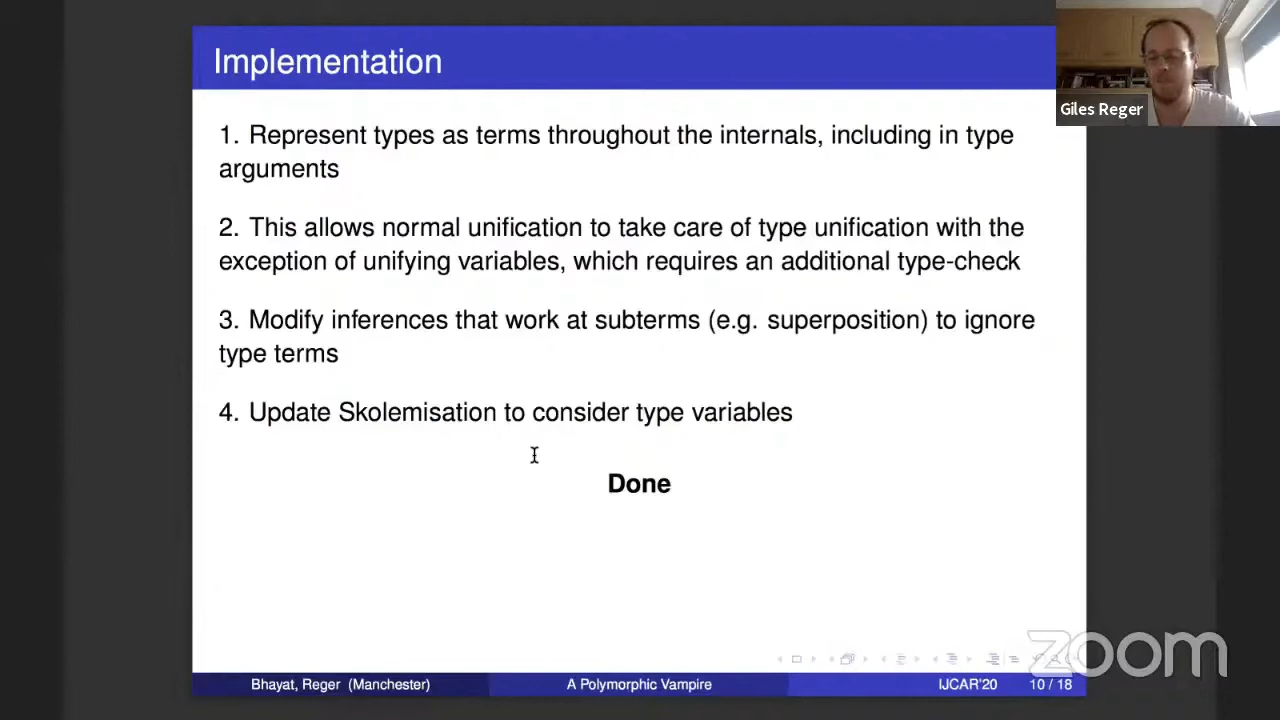 Implementation
Giles Reger
1. Represent types as terms throughout the internals, including in type
arguments
2. This allows normal unification to take care of type unification with the
exception of unifying variables, which requires an additional type-check
3. Modify inferences that work at subterms (e.g. superposition) to ignore
type terms
4. Update Skolemisation to consider type variables
Done
zoom
Bhayat, Reger (Manchester)
A Polymorphic Vampire
IJCAR'20
10 / 18